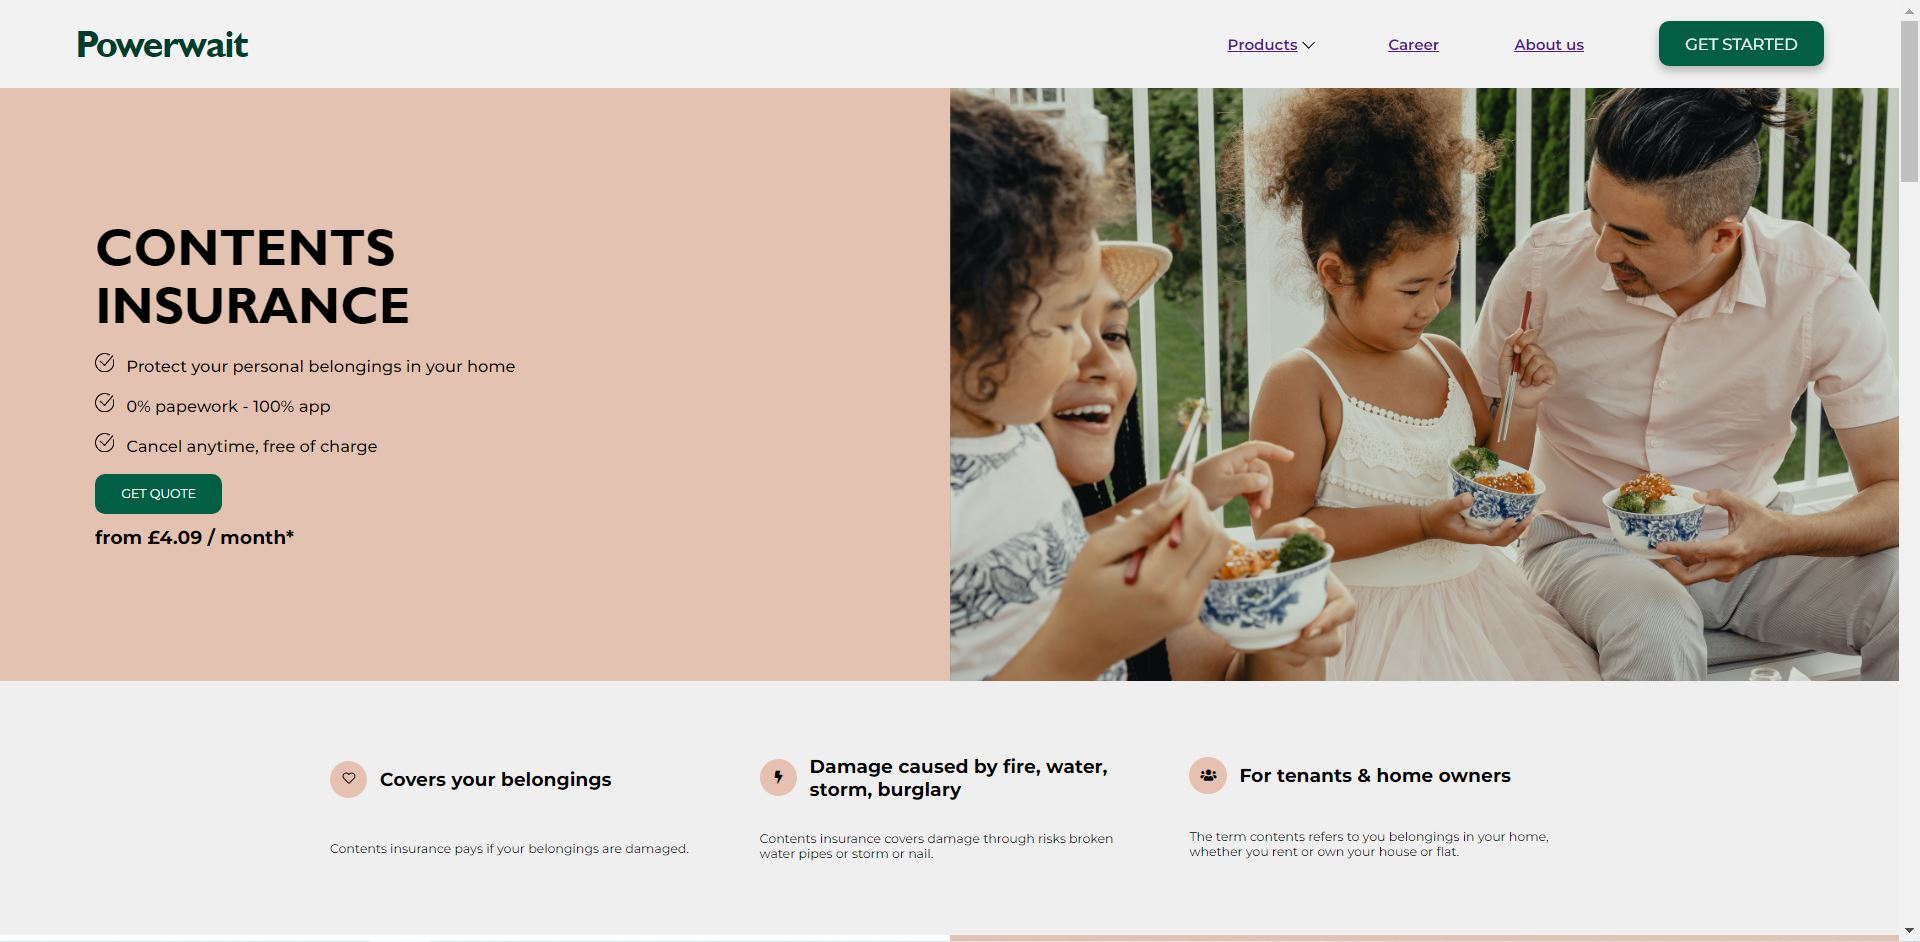 Powerwait
Products
Career
About us
GET STARTED
CONTENTS
INSURANCE
Protect your personal belongings in your home
0% papework - 100% app
Cancel anytime, free of charge
GET QUOTE
from £4.09 / month*
Covers your belongings
Contents insurance pays if your belongings are damaged.
Damage caused by fire, water,
storm, burglary
Contents insurance covers damage through risks broken
water pipes or storm or nail.
For tenants & home owners
The term contents refers to you belongings in your home,
whether you rent or own your house or flat.